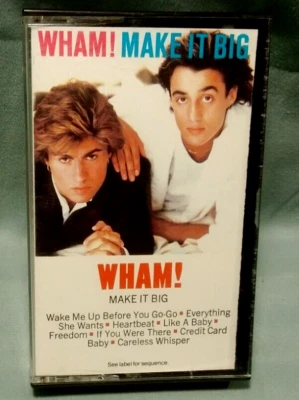 WHAM! MAKE IT BIG
WHAM!
MAKE IT BIG
Wake Me Up Before You Go-Go • Everything
She Wants • Heartbeat • Like A Baby •
Freedom • If You Were There • Credit Card
Baby • Careless Whisper
See label for sequence.